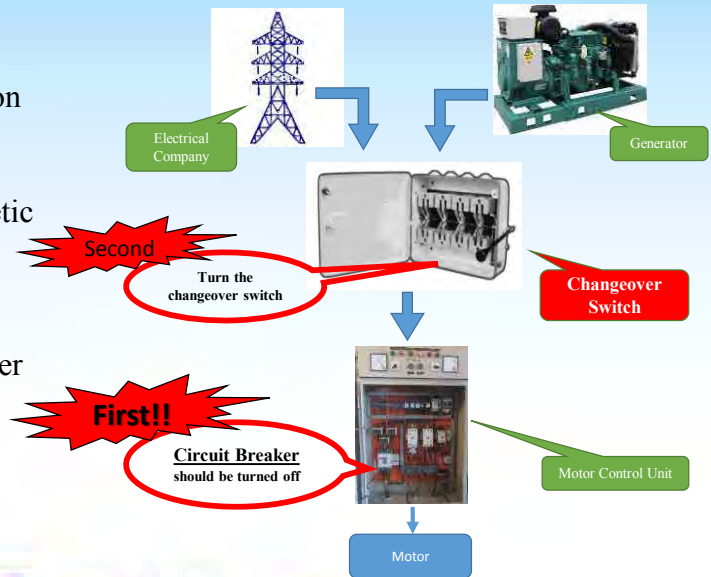 on
Electrical
Company
Generator
etic
Second
Turn the
changeover switch
Changeover
Switch
er
First!!
Circuit Breaker
should be turned off
Motor Control Unit
Motor